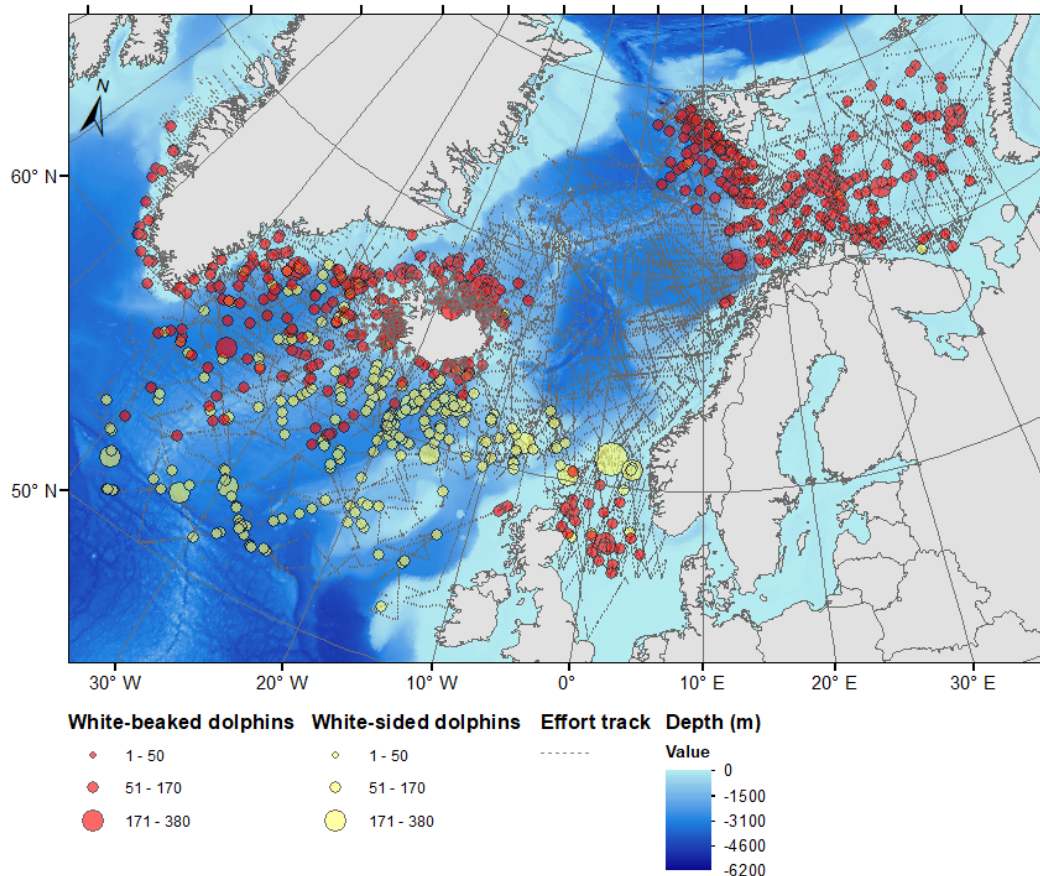 N
60° N
50° N
30° W 20° W 10° W 0° 10° E 20° E 30° E
White-beaked dolphins White-sided dolphins Effort track Depth (m)
Value
1 - 50 1 - 50 0
51 - 170 51 - 170 -1500
171 - 380 171 - 380 -3100
-4600
-6200